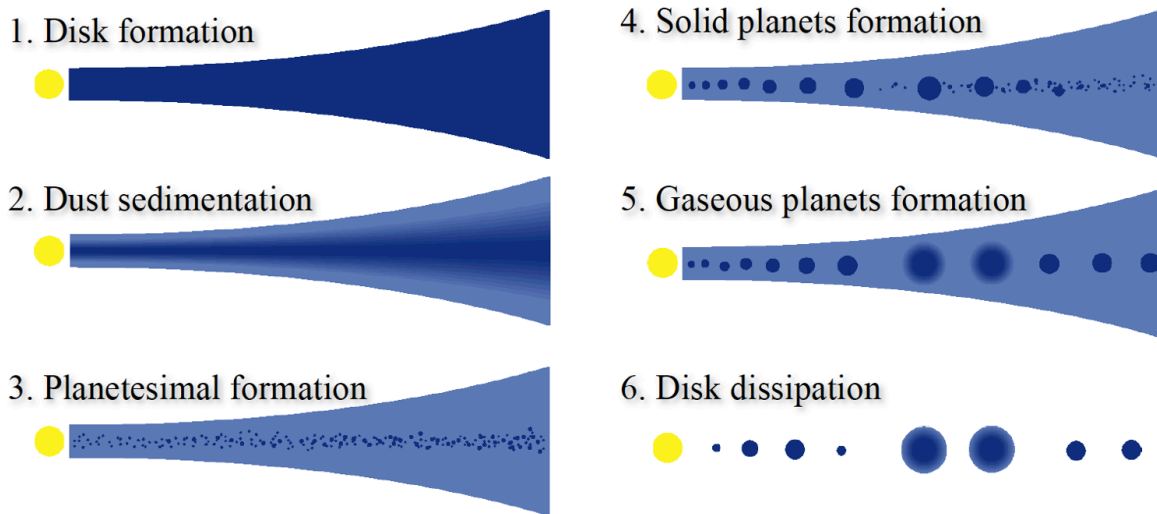 1. Disk formation
2. Dust sedimentation
3. Planetesimal formation
4. Solid planets formation
5. Gaseous planets formation
6. Disk dissipation